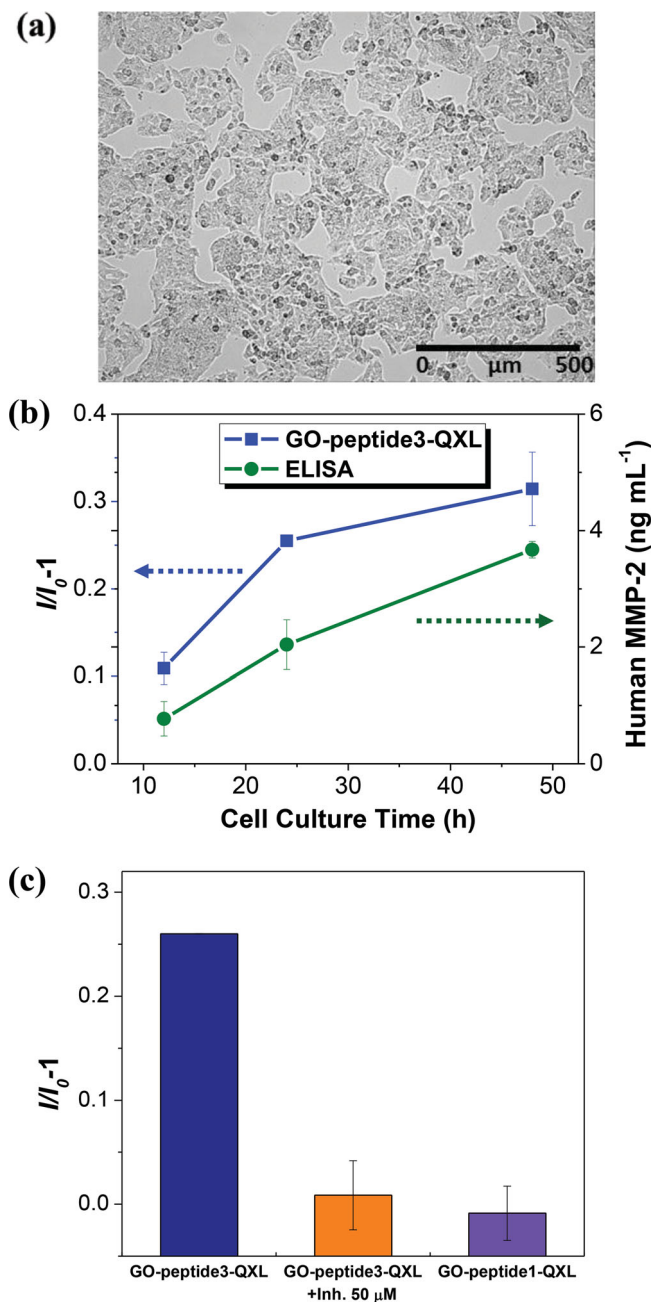 (a)
0 μm 500
(b)
0.4
0.3
0.2
0.1
0.0
I/I0-1
GO-peptide3-QXL
ELISA
6
4
2
0
Human MMP-2 (ng mL-1)
10 20 30 40 50
Cell Culture Time (h)
(c)
0.3
0.2
0.1
0.0
I/I0-1
GO-peptide3-QXL GO-peptide3-QXL GO-peptide1-QXL
+Inh. 50 μM